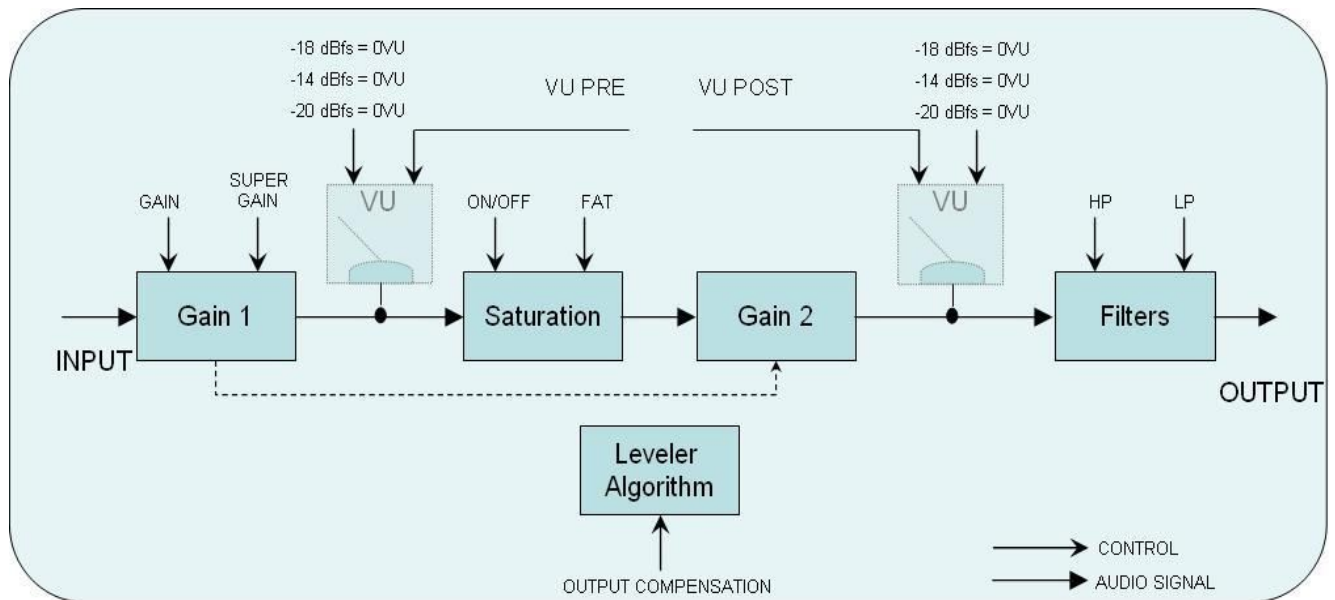 -18 dBfs = 0VU
-14 dBfs = 0VU
-20 dBfs = 0VU
VU PRE
VU POST
-18 dBfs = 0VU
-14 dBfs = 0VU
-20 dBfs = 0VU
GAIN
SUPER
GAIN
VU
ON/OFF
FAT
VU
HP
LP
Gain 1
Saturation
Gain 2
Filters
INPUT
OUTPUT
Leveler
Algorithm
OUTPUT COMPENSATION
CONTROL
AUDIO SIGNAL